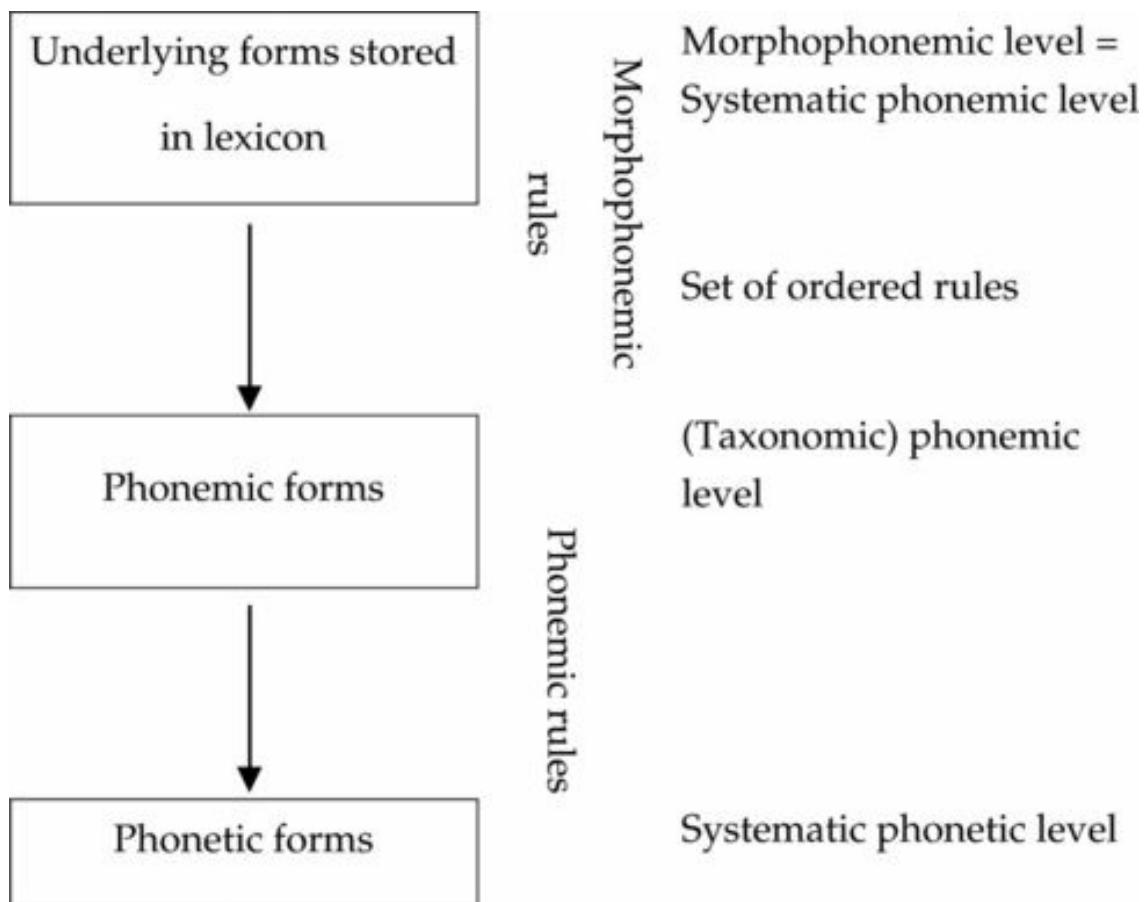 Underlying forms stored
in lexicon
Morphophonemic
rules
Morphophonemic level =
Systematic phonemic level
Set of ordered rules
Phonemic forms
(Taxonomic) phonemic
level
Phonemic rules
Phonetic forms
Systematic phonetic level